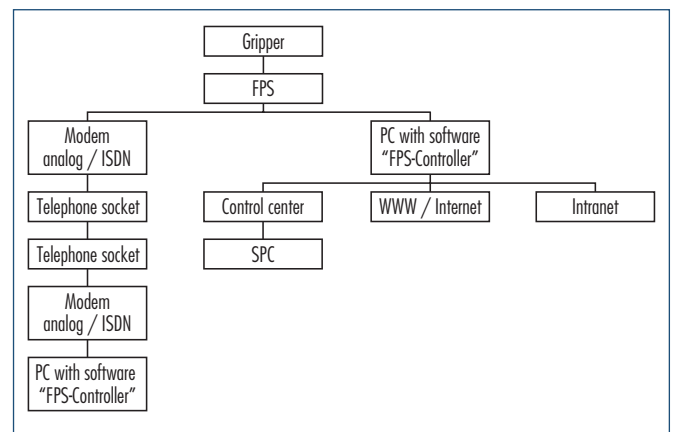 Gripper
FPS
Modem
analog / ISDN
PC with software
“FPS-Controller”
Telephone socket
Control center
WWW / Internet
Intranet
Telephone socket
SPC
Modem
analog / ISDN
PC with software
“FPS-Controller”